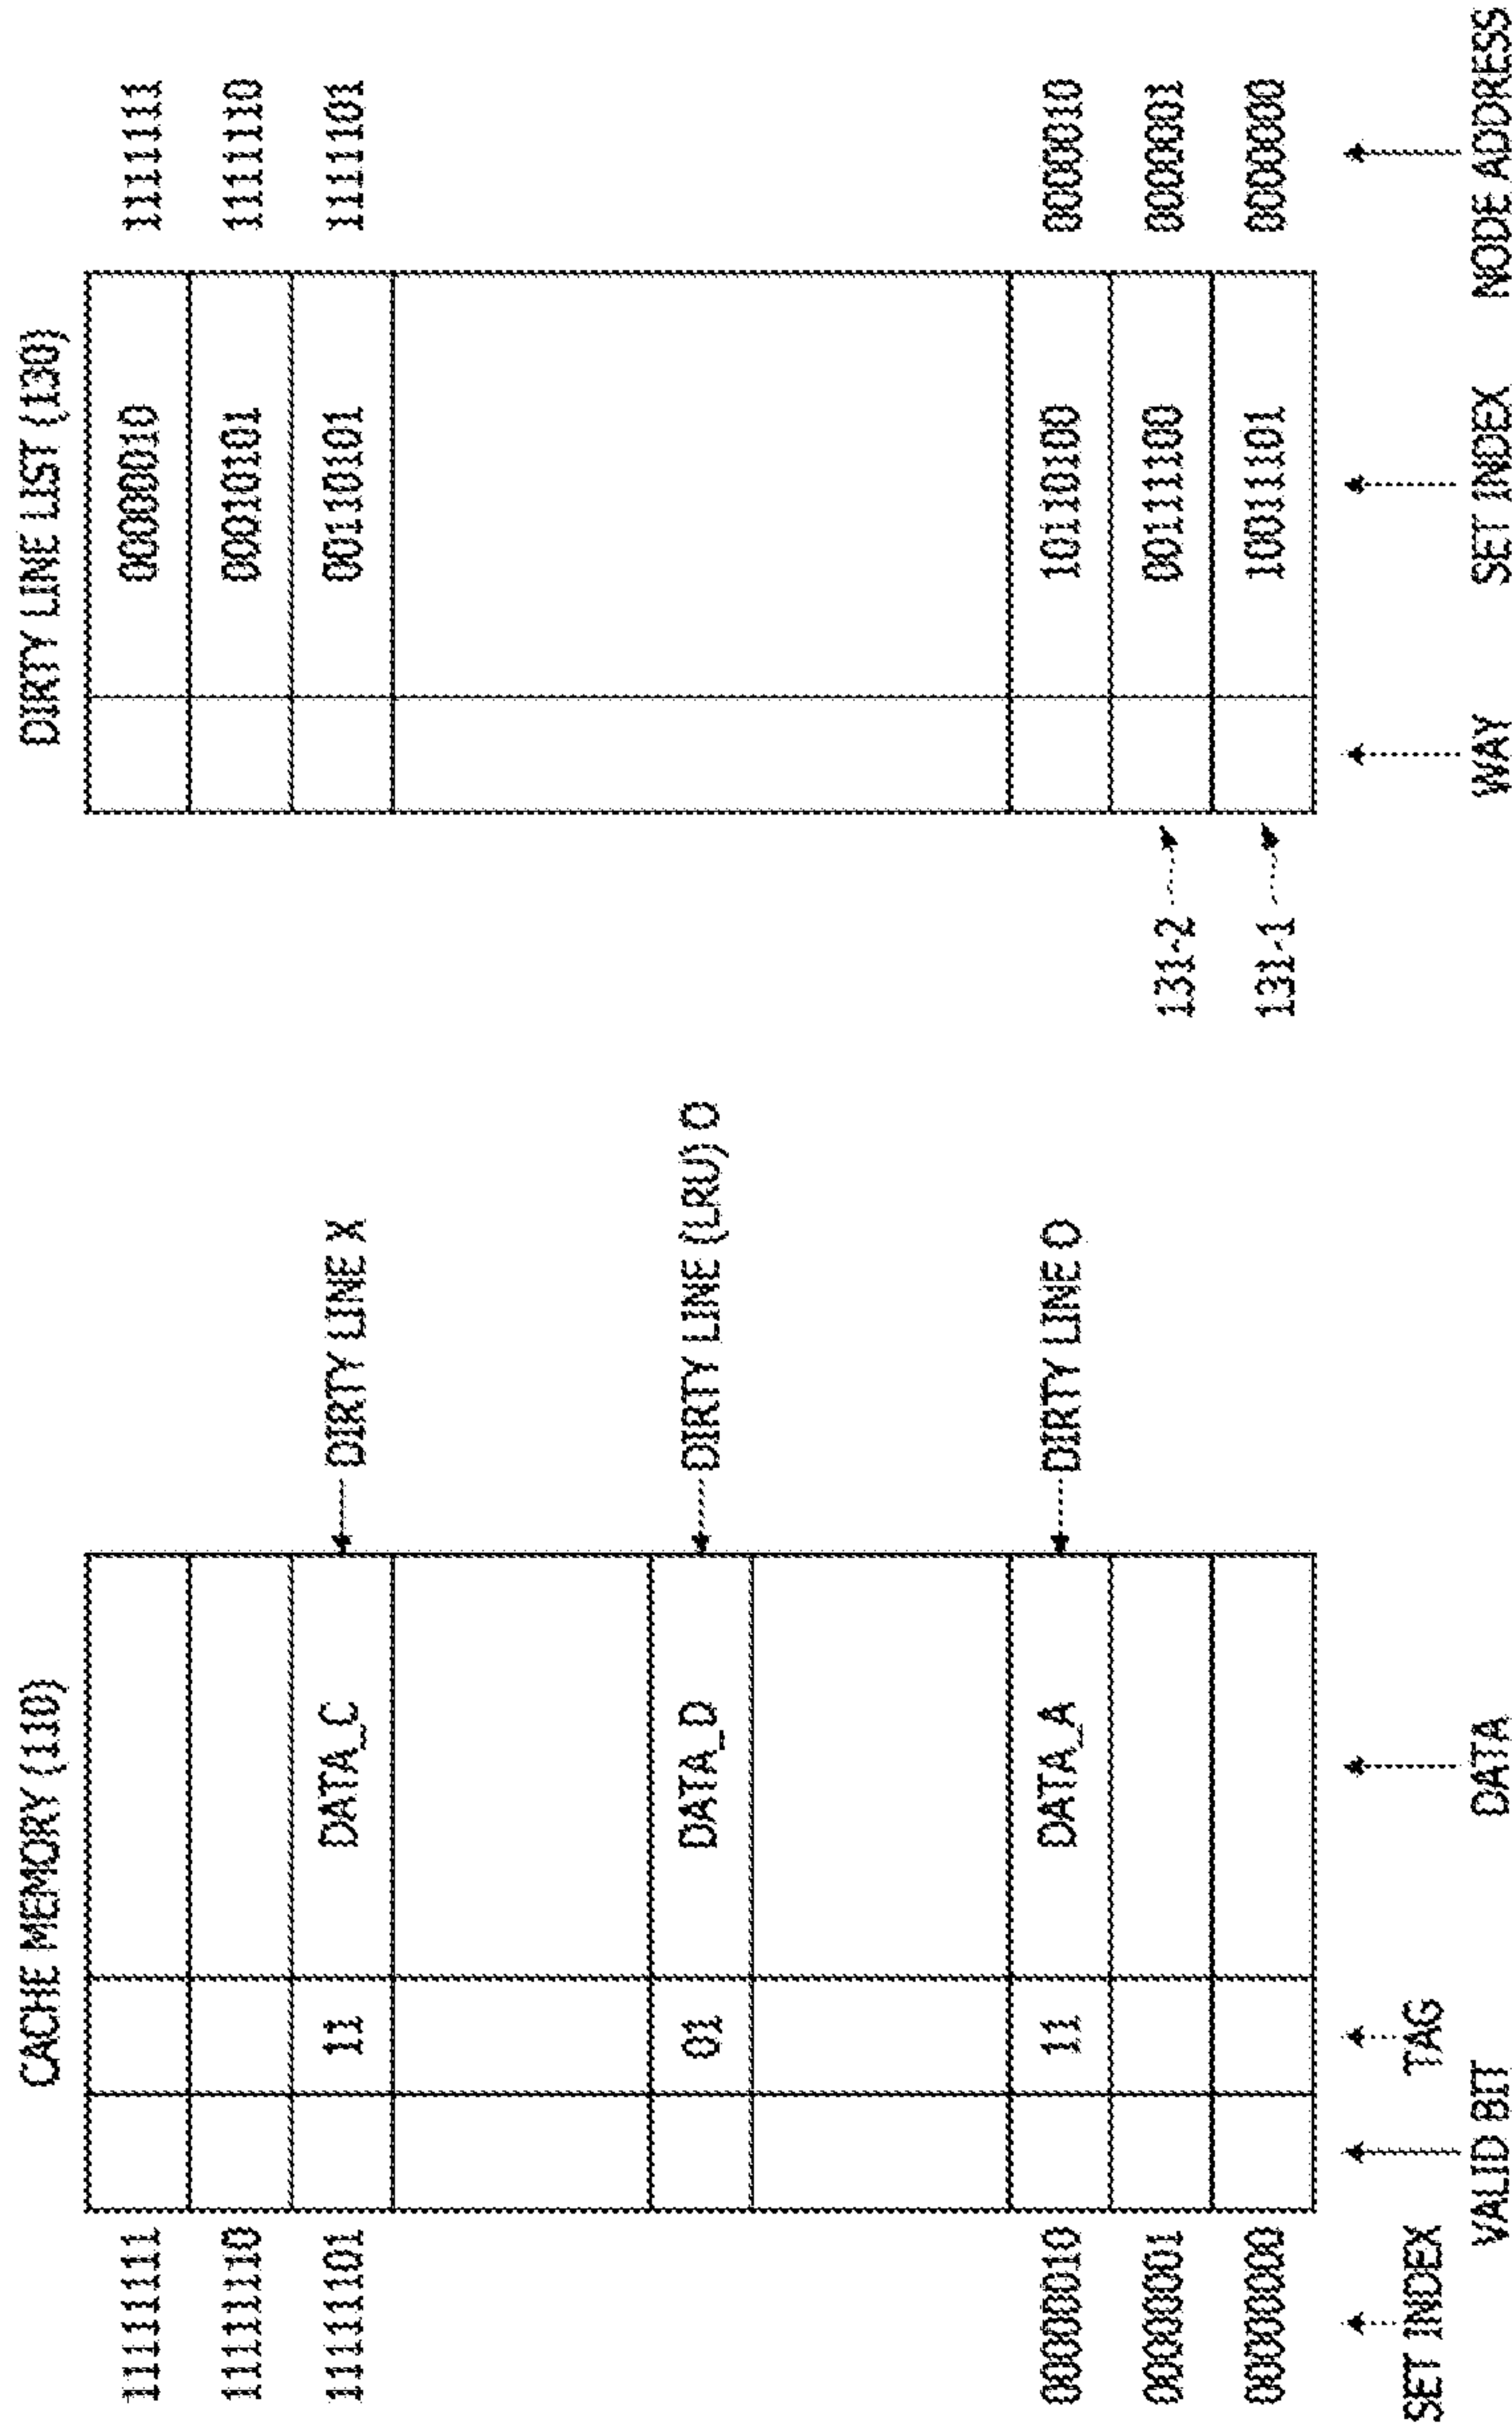 CACHE MEMORY (110)
DIRTY LINE LIST (130)
11111111
00000010
1111111
11111110
00010101
1111110
11111101
11
DATA_C
DIRTY LINE X
00110101
1111101
01
DATA_D
DIRTY LINE (LRU) O
00000010
11
DATA_A
DIRTY LINE O
10110100
0000010
00000001
131-2
00111100
0000001
00000000
131-1
10011101
0000000
SET INDEX
VALID BIT
TAG
DATA
WAY
SET INDEX
NODE ADDRESS